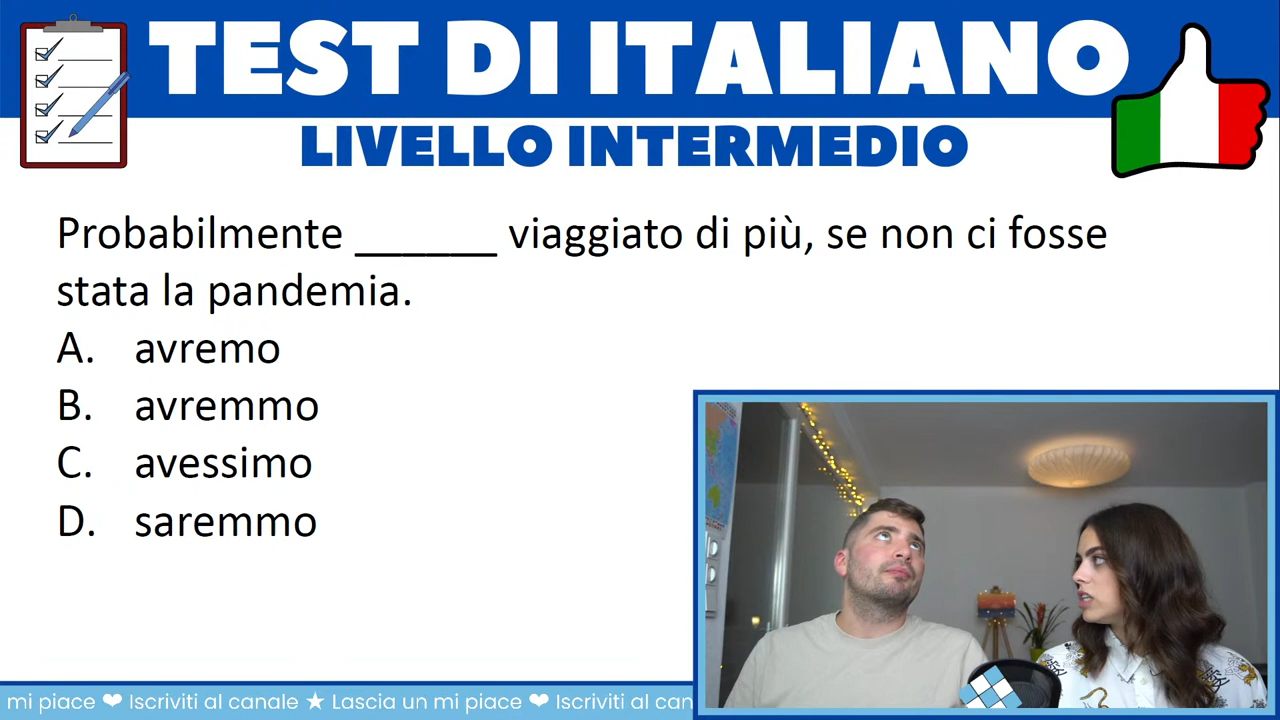 TEST DI ITALIANO
LIVELLO INTERMEDIO
Probabilmente ______ viaggiato di più, se non ci fosse
stata la pandemia.
A. avremo
B. avremmo
C. avessimo
D. saremmo
mi piace ❤ Iscriviti al canale ★ Lascia un mi piace ❤ Iscriviti al can